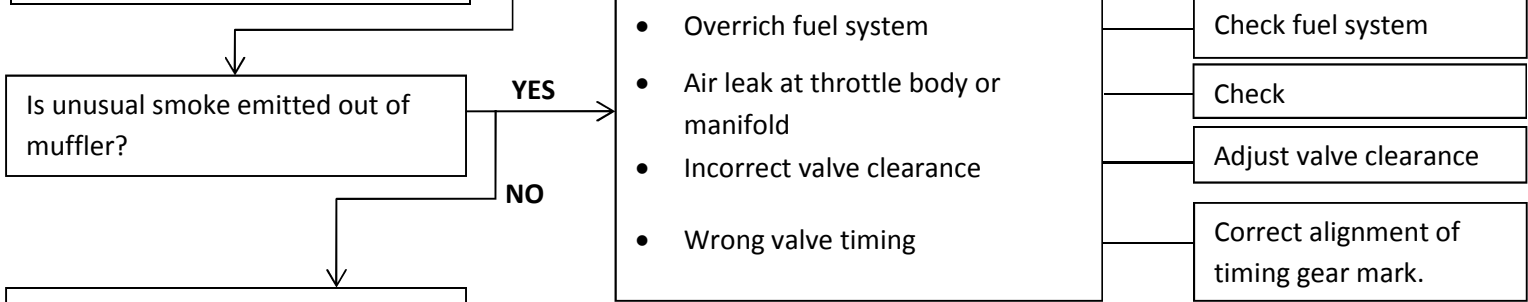 Is unusual smoke emitted out of
muffler?
YES
NO
• Overrich fuel system
• Air leak at throttle body or
manifold
• Incorrect valve clearance
• Wrong valve timing
Check fuel system
Check
Adjust valve clearance
Correct alignment of
timing gear mark.